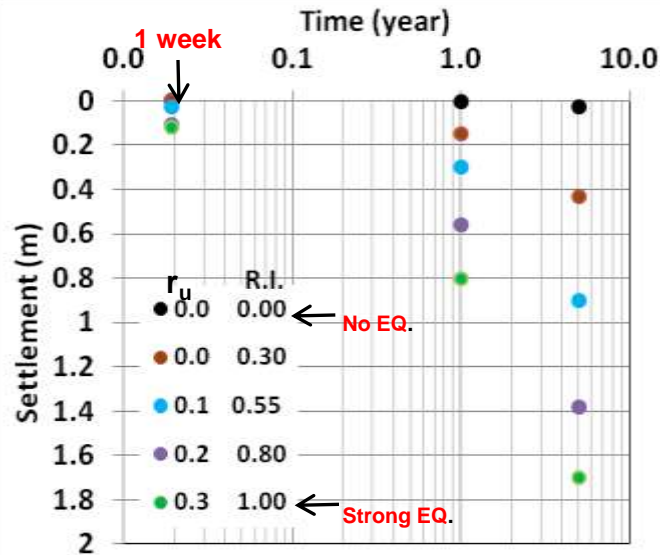 Time (year)
1 week
0.0 0.1 1.0 10.0
0
0.2
0.4
0.6
0.8
1
1.2
1.4
1.6
1.8
2
Settlement (m)
ru R.I.
0.0 0.00 No EQ.
0.0 0.30
0.1 0.55
0.2 0.80
0.3 1.00 Strong EQ.